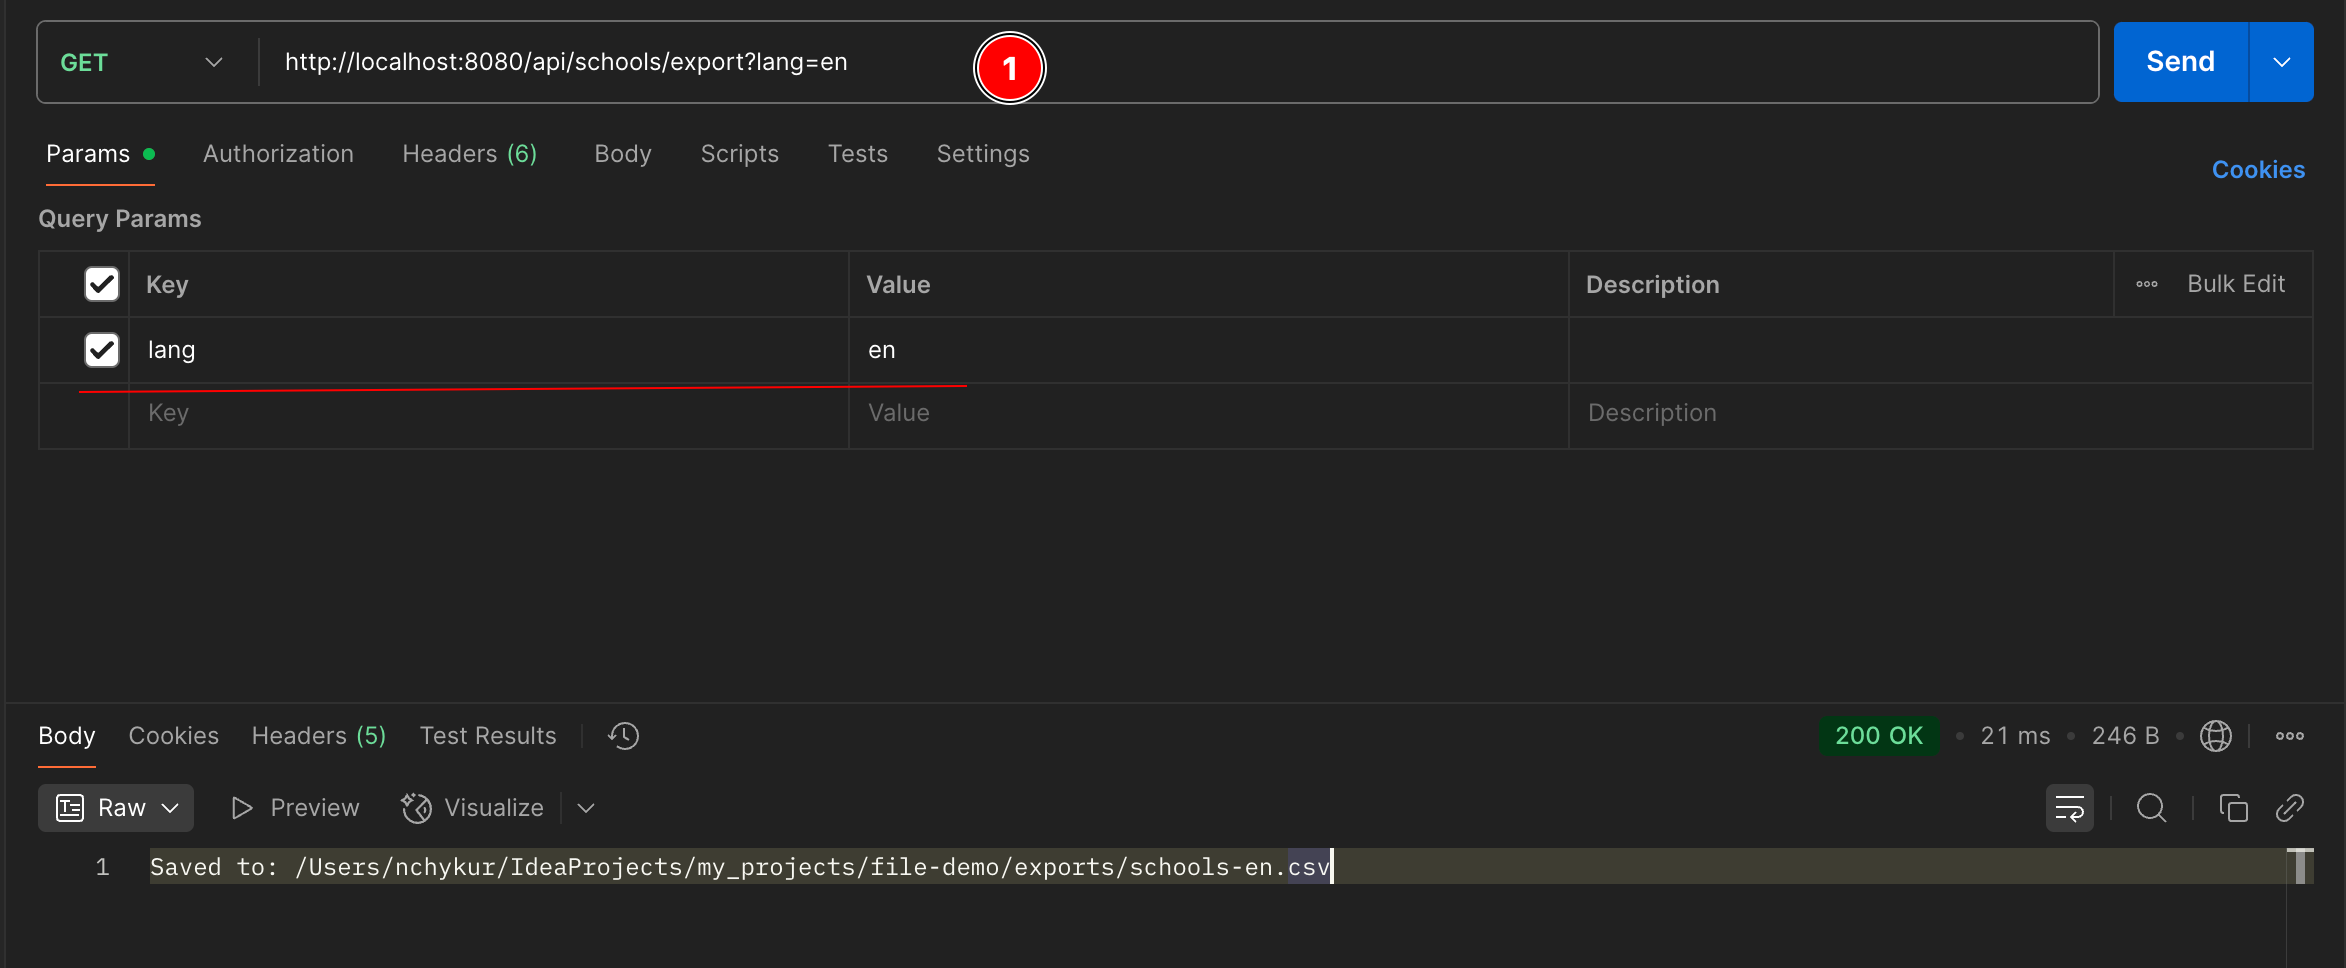 GET http://localhost:8080/api/schools/export?lang=en 1 Send
Params Authorization Headers (6) Body Scripts Tests Settings Cookies
Query Params
Key Value Description Bulk Edit
lang en
Key Value Description
Body Cookies Headers (5) Test Results 200 OK 21 ms 246 B
Raw Preview Visualize
1 Saved to: /Users/nchykur/IdeaProjects/my_projects/file-demo/exports/schools-en.csv